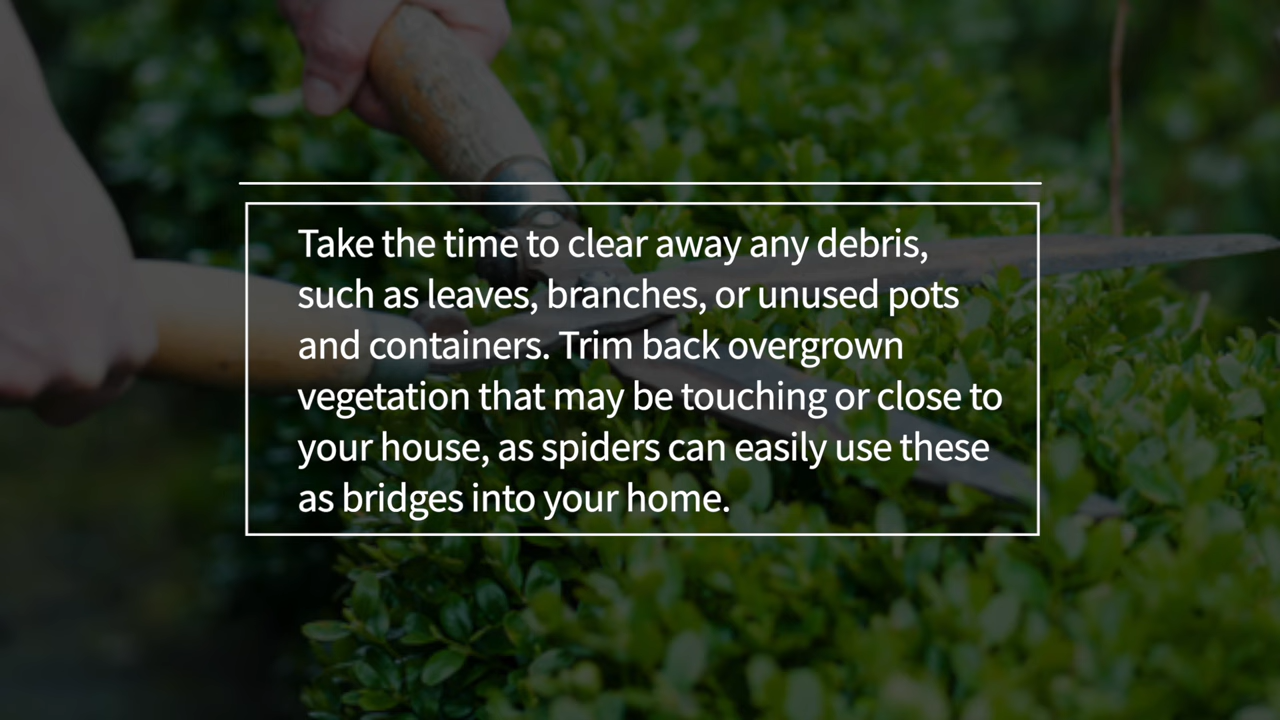 Take the time to clear away any debris,
such as leaves, branches, or unused pots
and containers. Trim back overgrown
vegetation that may be touching or close to
your house, as spiders can easily use these
as bridges into your home.